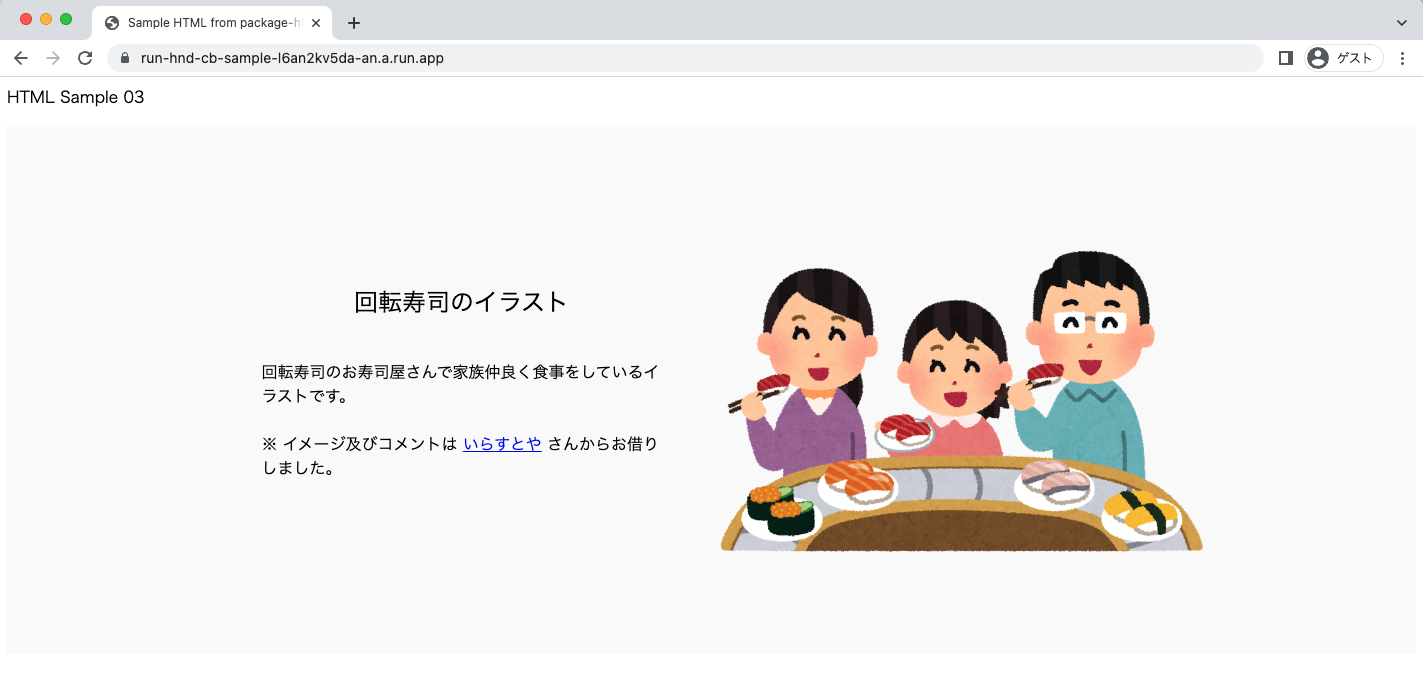 Sample HTML from package-h
run-hnd-cb-sample-l6an2kv5da-an.a.run.app
ゲスト
HTML Sample 03
回転寿司のイラスト
回転寿司のお寿司屋さんで家族仲良く食事をしているイ
ラストです。
※ イメージ及びコメントは いらすとや さんからお借り
しました。